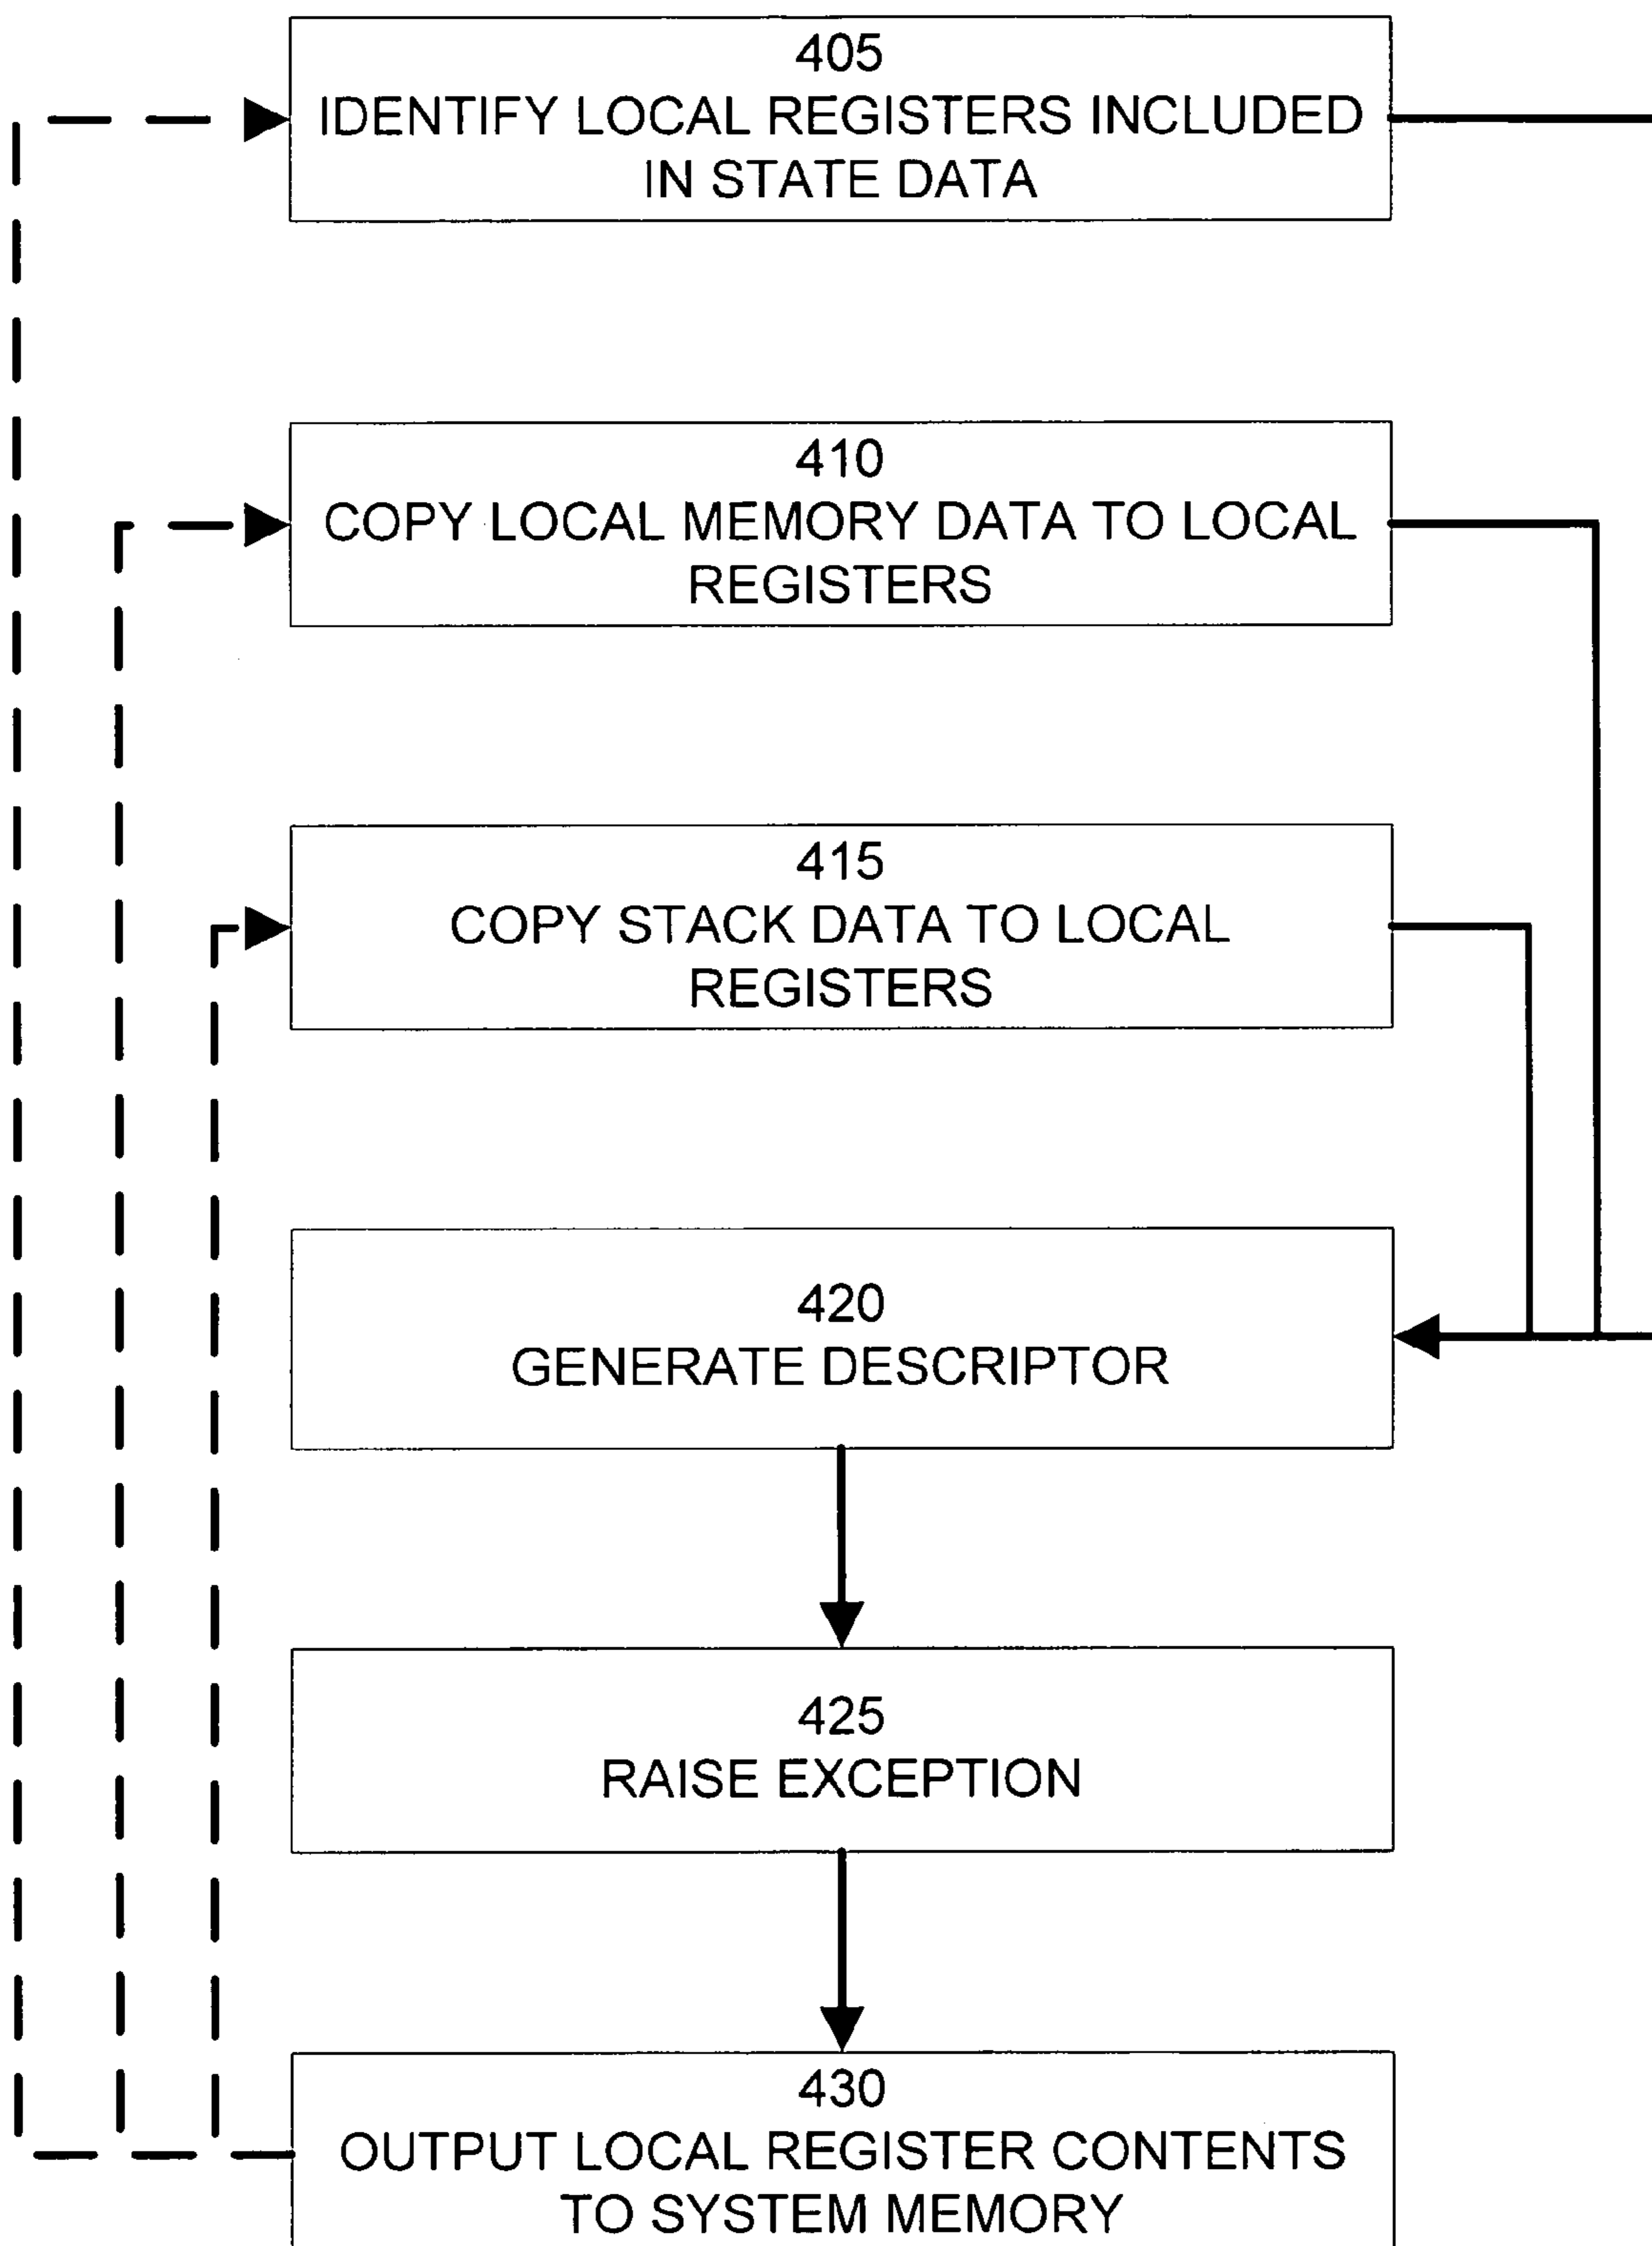 405
IDENTIFY LOCAL REGISTERS INCLUDED
IN STATE DATA
410
COPY LOCAL MEMORY DATA TO LOCAL
REGISTERS
415
COPY STACK DATA TO LOCAL
REGISTERS
420
GENERATE DESCRIPTOR
425
RAISE EXCEPTION
430
OUTPUT LOCAL REGISTER CONTENTS
TO SYSTEM MEMORY